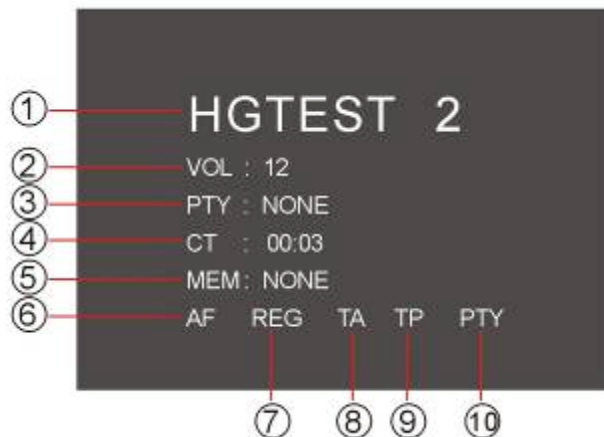 ① HGTEST 2
② VOL : 12
③ PTY : NONE
④ CT : 00:03
⑤ MEM : NONE
⑥ AF REG TA TP PTY
⑦ ⑧ ⑨ ⑩